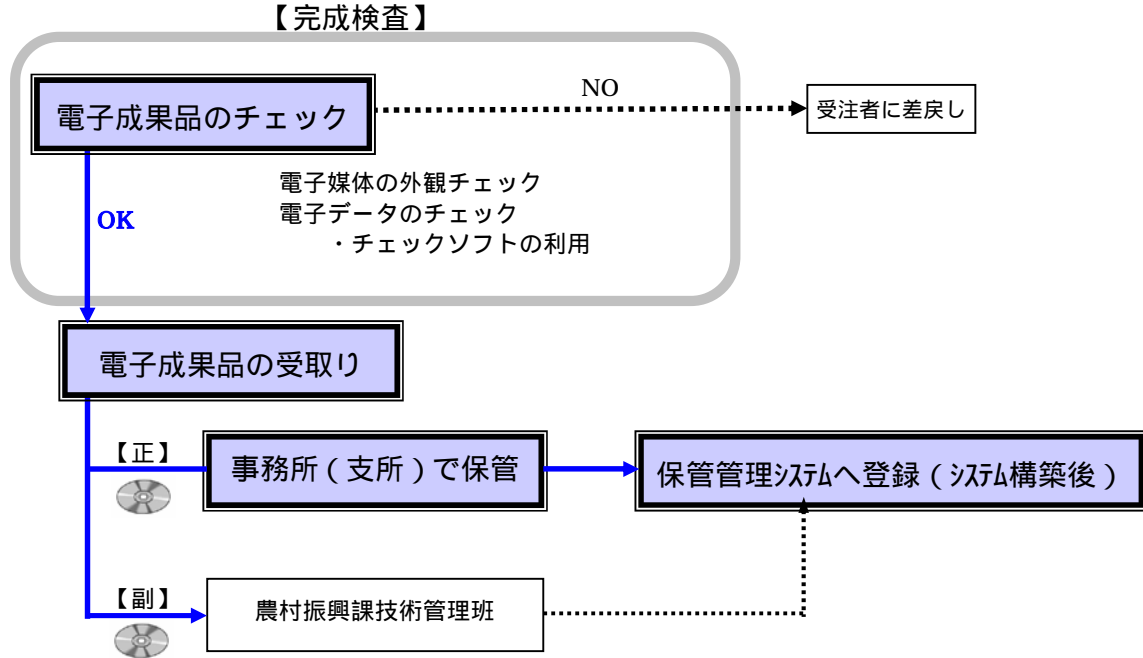 【完成検査】
電子成果品のチェック
NO
受注者に差戻し
電子媒体の外観チェック
電子データのチェック
・チェックソフトの利用
OK
電子成果品の受取り
【正】
事務所（支所）で保管
保管管理ｼｽﾃﾑへ登録（ｼｽﾃﾑ構築後）
【副】
農村振興課技術管理班